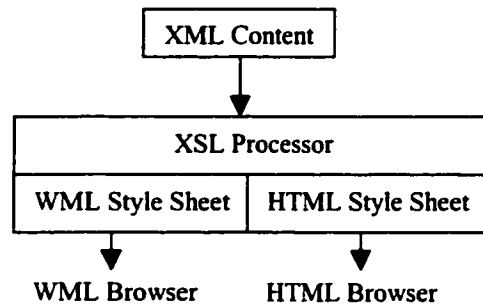 XML Content
XSL Processor
WML Style Sheet HTML Style Sheet
WML Browser HTML Browser